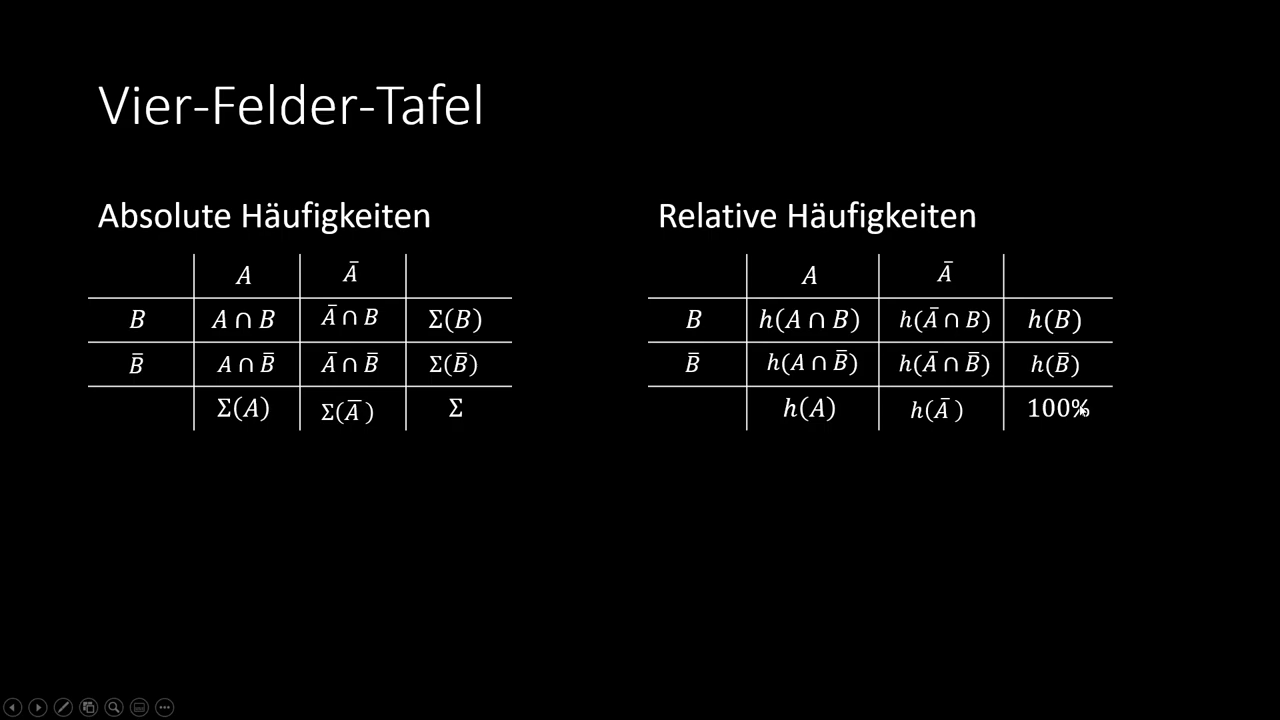 Vier-Felder-Tafel
Absolute Häufigkeiten
A Ā
B A ∩ B Ā ∩ B Σ(B)
B̄ A ∩ B̄ Ā ∩ B̄ Σ(B̄)
Σ(A) Σ(Ā) Σ
Relative Häufigkeiten
A Ā
B h(A ∩ B) h(Ā ∩ B) h(B)
B̄ h(A ∩ B̄) h(Ā ∩ B̄) h(B̄)
h(A) h(Ā) 100%